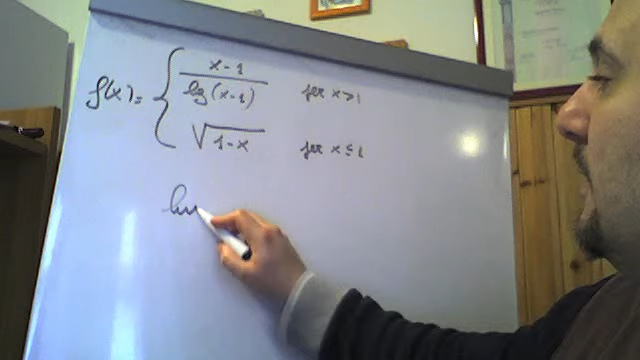 f(x) = { x-1 / lg (x-1) per x>1
√1-x per x≤1
lim